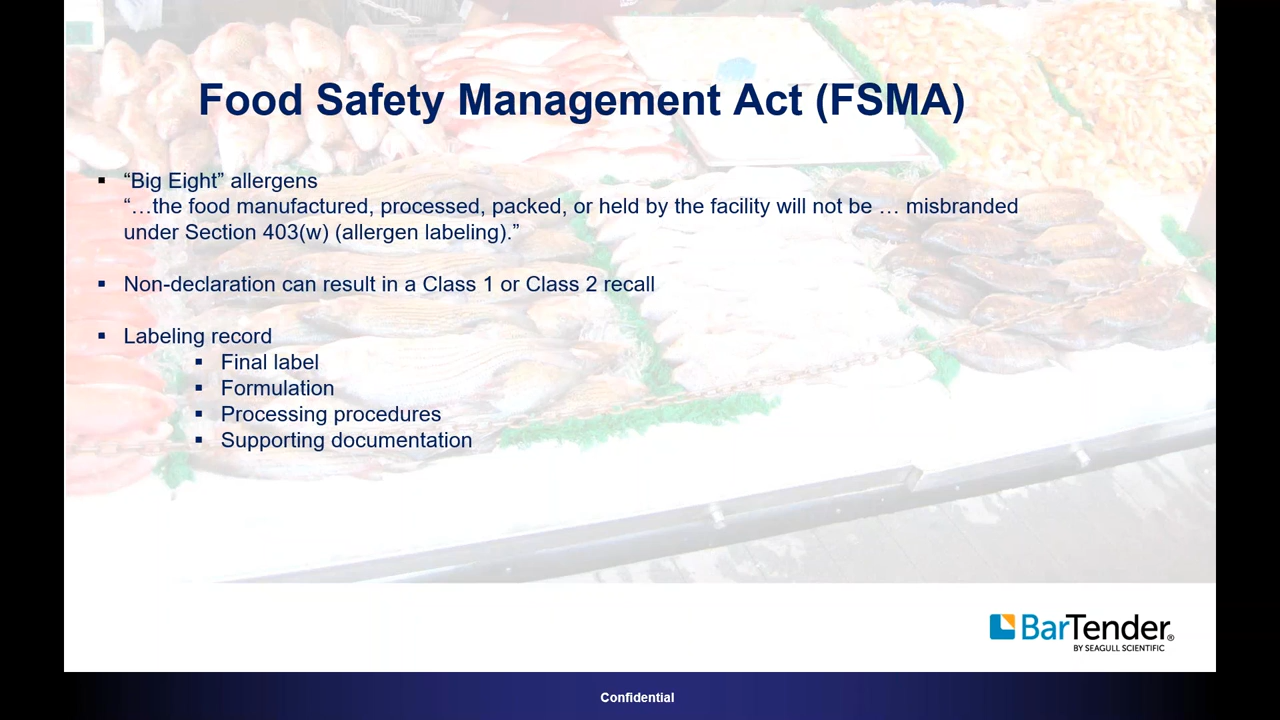 Food Safety Management Act (FSMA)
▪ “Big Eight” allergens
“…the food manufactured, processed, packed, or held by the facility will not be … misbranded
under Section 403(w) (allergen labeling).”
▪ Non-declaration can result in a Class 1 or Class 2 recall
▪ Labeling record
▪ Final label
▪ Formulation
▪ Processing procedures
▪ Supporting documentation
BarTender®
BY SEAGULL SCIENTIFIC
Confidential